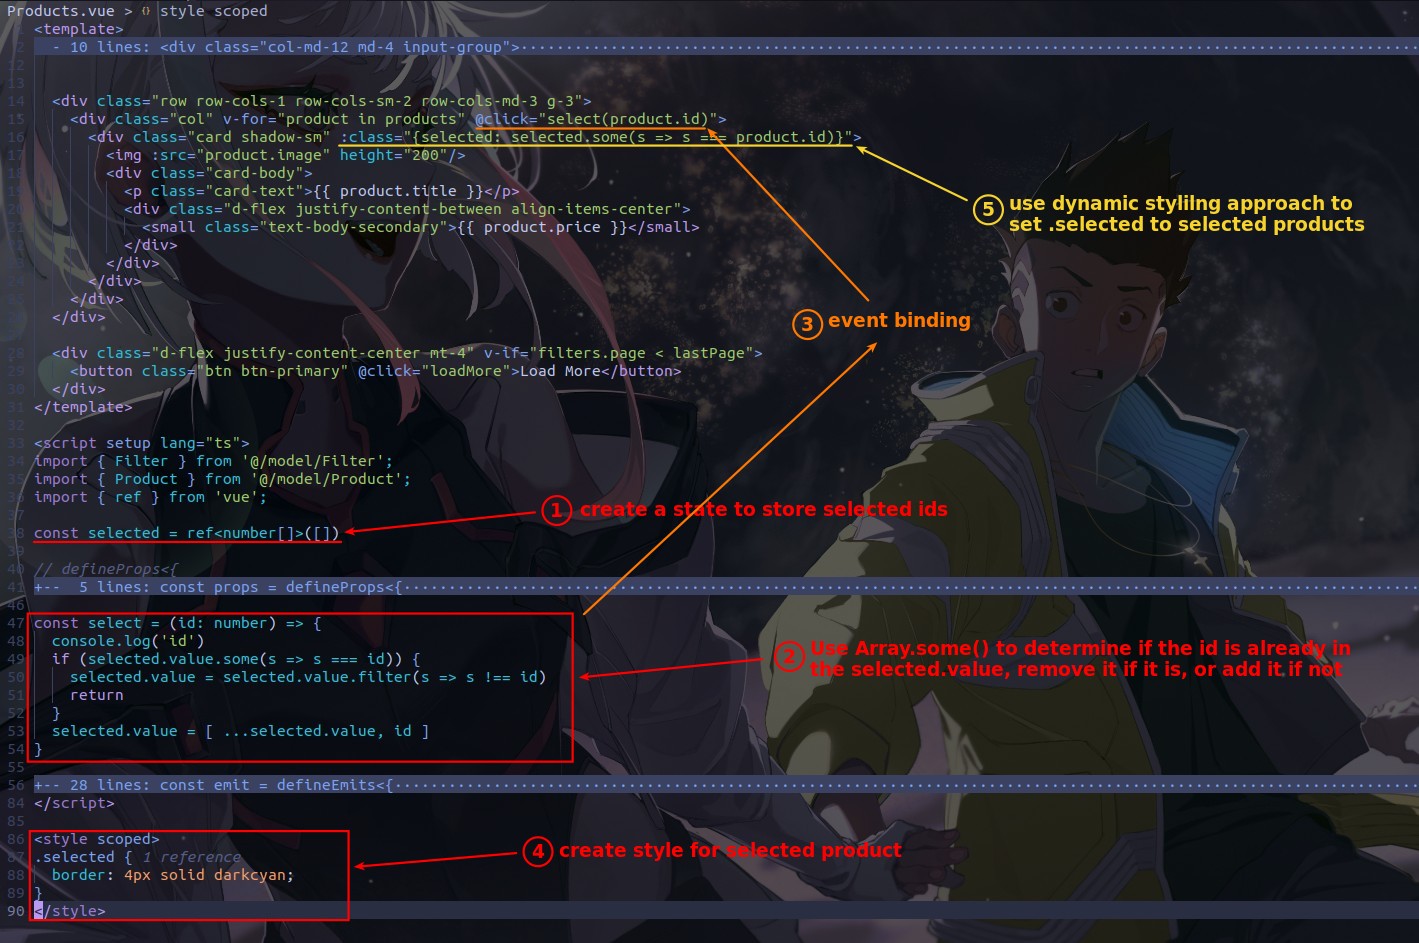 Products.vue > {} style scoped
<template>
2 - 10 lines: <div class="col-md-12 md-4 input-group">
12
13
14 <div class="row row-cols-1 row-cols-sm-2 row-cols-md-3 g-3">
15 <div class="col" v-for="product in products" @click="select(product.id)">
16 <div class="card shadow-sm" :class="{selected: selected.some(s => s === product.id)}">
17 <img :src="product.image" height="200"/>
18 <div class="card-body">
19 <p class="card-text">{{ product.title }}</p>
<div class="d-flex justify-content-between align-items-center">
<small class="text-body-secondary">{{ product.price }}</small>
</div>
</div>
</div>
</div>
</div>
28 <div class="d-flex justify-content-center mt-4" v-if="filters.page < lastPage">
29 <button class="btn btn-primary" @click="loadMore">Load More</button>
30 </div>
31 </template>
32
33 <script setup lang="ts">
34 import { Filter } from '@/model/Filter';
35 import { Product } from '@/model/Product';
36 import { ref } from 'vue';
37
38 const selected = ref<number[]>([])
39
40 // defineProps<{
41 +-- 5 lines: const props = defineProps<{
46
47 const select = (id: number) => {
48 console.log('id')
49 if (selected.value.some(s => s === id)) {
50 selected.value = selected.value.filter(s => s !== id)
51 return
52 }
53 selected.value = [ ...selected.value, id ]
54 }
55
56 +-- 28 lines: const emit = defineEmits<{
84 </script>
85
86 <style scoped>
87 .selected { 1 reference
88 border: 4px solid darkcyan;
89 }
90 </style>
5 use dynamic stylilng approach to
set .selected to selected products
3 event binding
1 create a state to store selected ids
2 Use Array.some() to determine if the id is already in
the selected.value, remove it if it is, or add it if not
4 create style for selected product